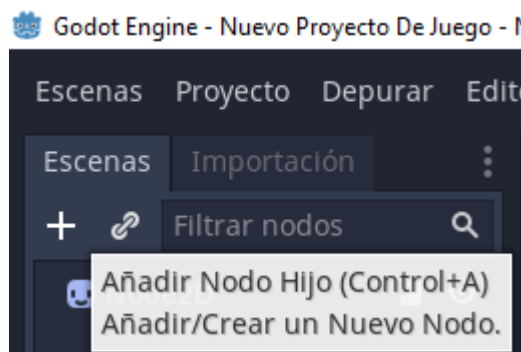 Godot Engine - Nuevo Proyecto De Juego -
Escenas Proyecto Depurar
Escenas Importación
Filtrar nodos
Añadir Nodo Hijo (Control+A)
Añadir/Crear un Nuevo Nodo.